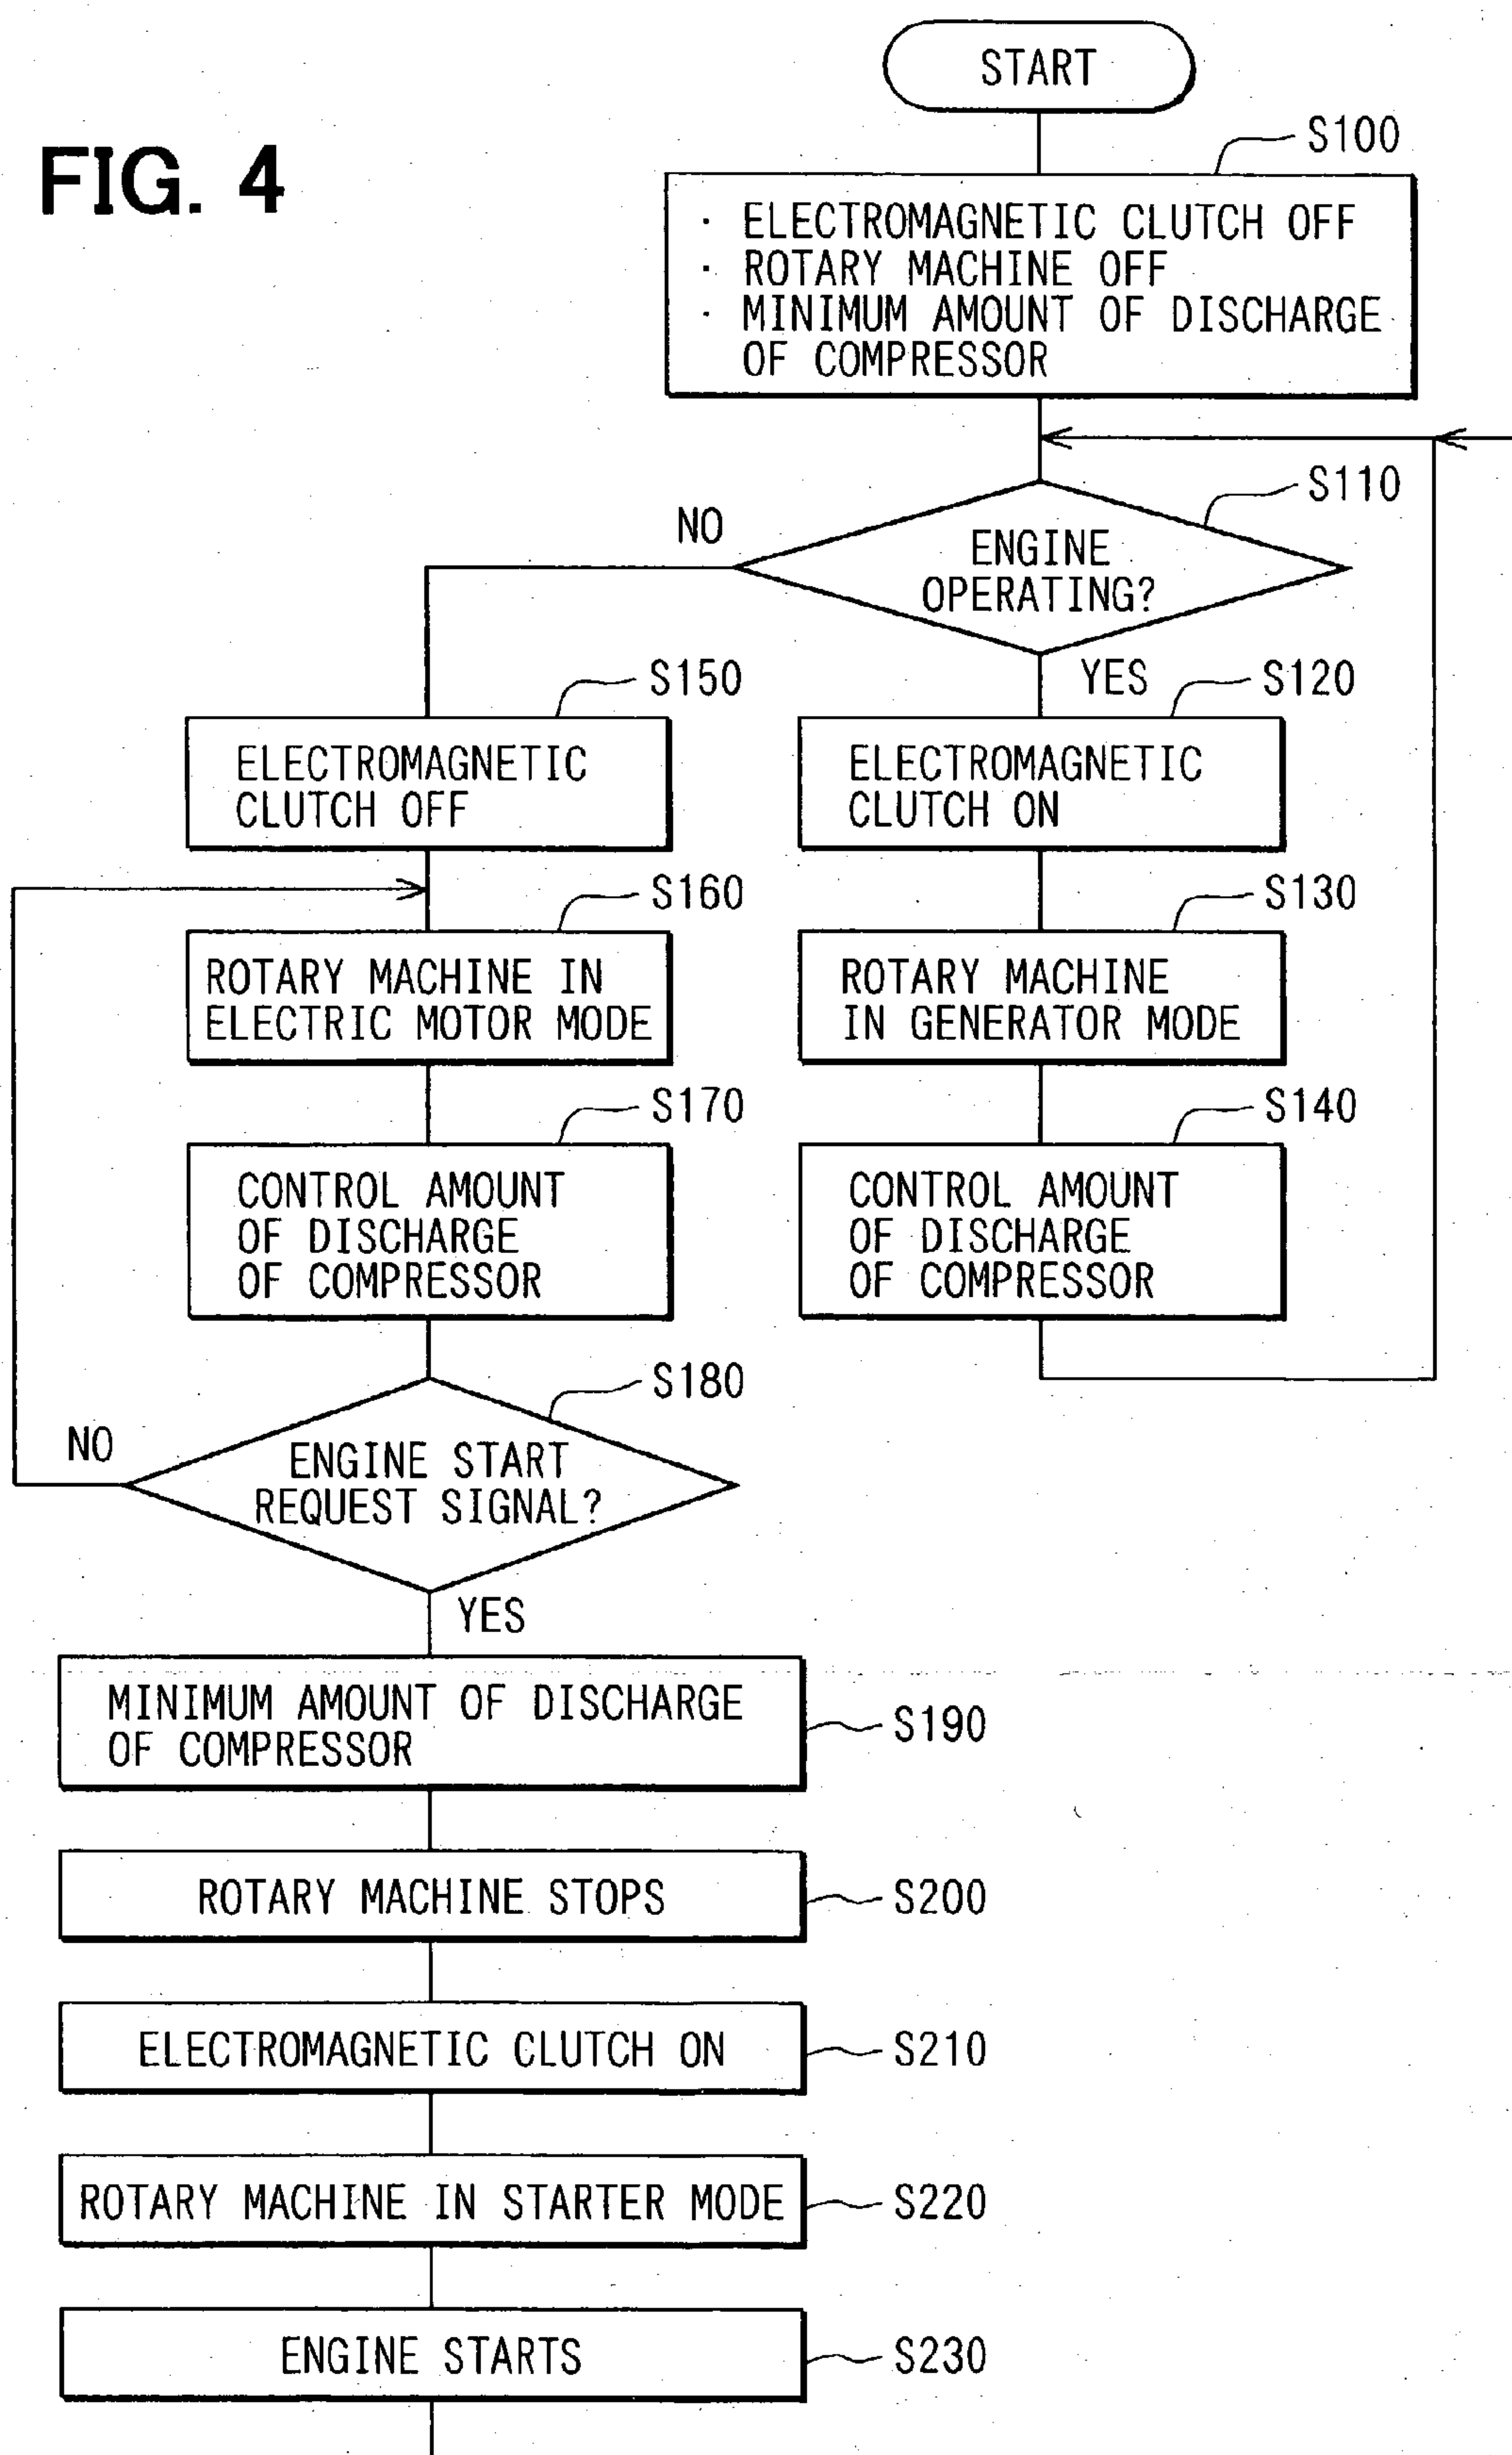 FIG. 4
START
S100
· ELECTROMAGNETIC CLUTCH OFF
· ROTARY MACHINE OFF
· MINIMUM AMOUNT OF DISCHARGE
OF COMPRESSOR
S110
NO
ENGINE
OPERATING?
YES
S150
S120
ELECTROMAGNETIC
CLUTCH OFF
ELECTROMAGNETIC
CLUTCH ON
S160
S130
ROTARY MACHINE IN
ELECTRIC MOTOR MODE
ROTARY MACHINE
IN GENERATOR MODE
S170
S140
CONTROL AMOUNT
OF DISCHARGE
OF COMPRESSOR
CONTROL AMOUNT
OF DISCHARGE
OF COMPRESSOR
S180
NO
ENGINE START
REQUEST SIGNAL?
YES
MINIMUM AMOUNT OF DISCHARGE
OF COMPRESSOR
S190
ROTARY MACHINE STOPS
S200
ELECTROMAGNETIC CLUTCH ON
S210
ROTARY MACHINE IN STARTER MODE
S220
ENGINE STARTS
S230